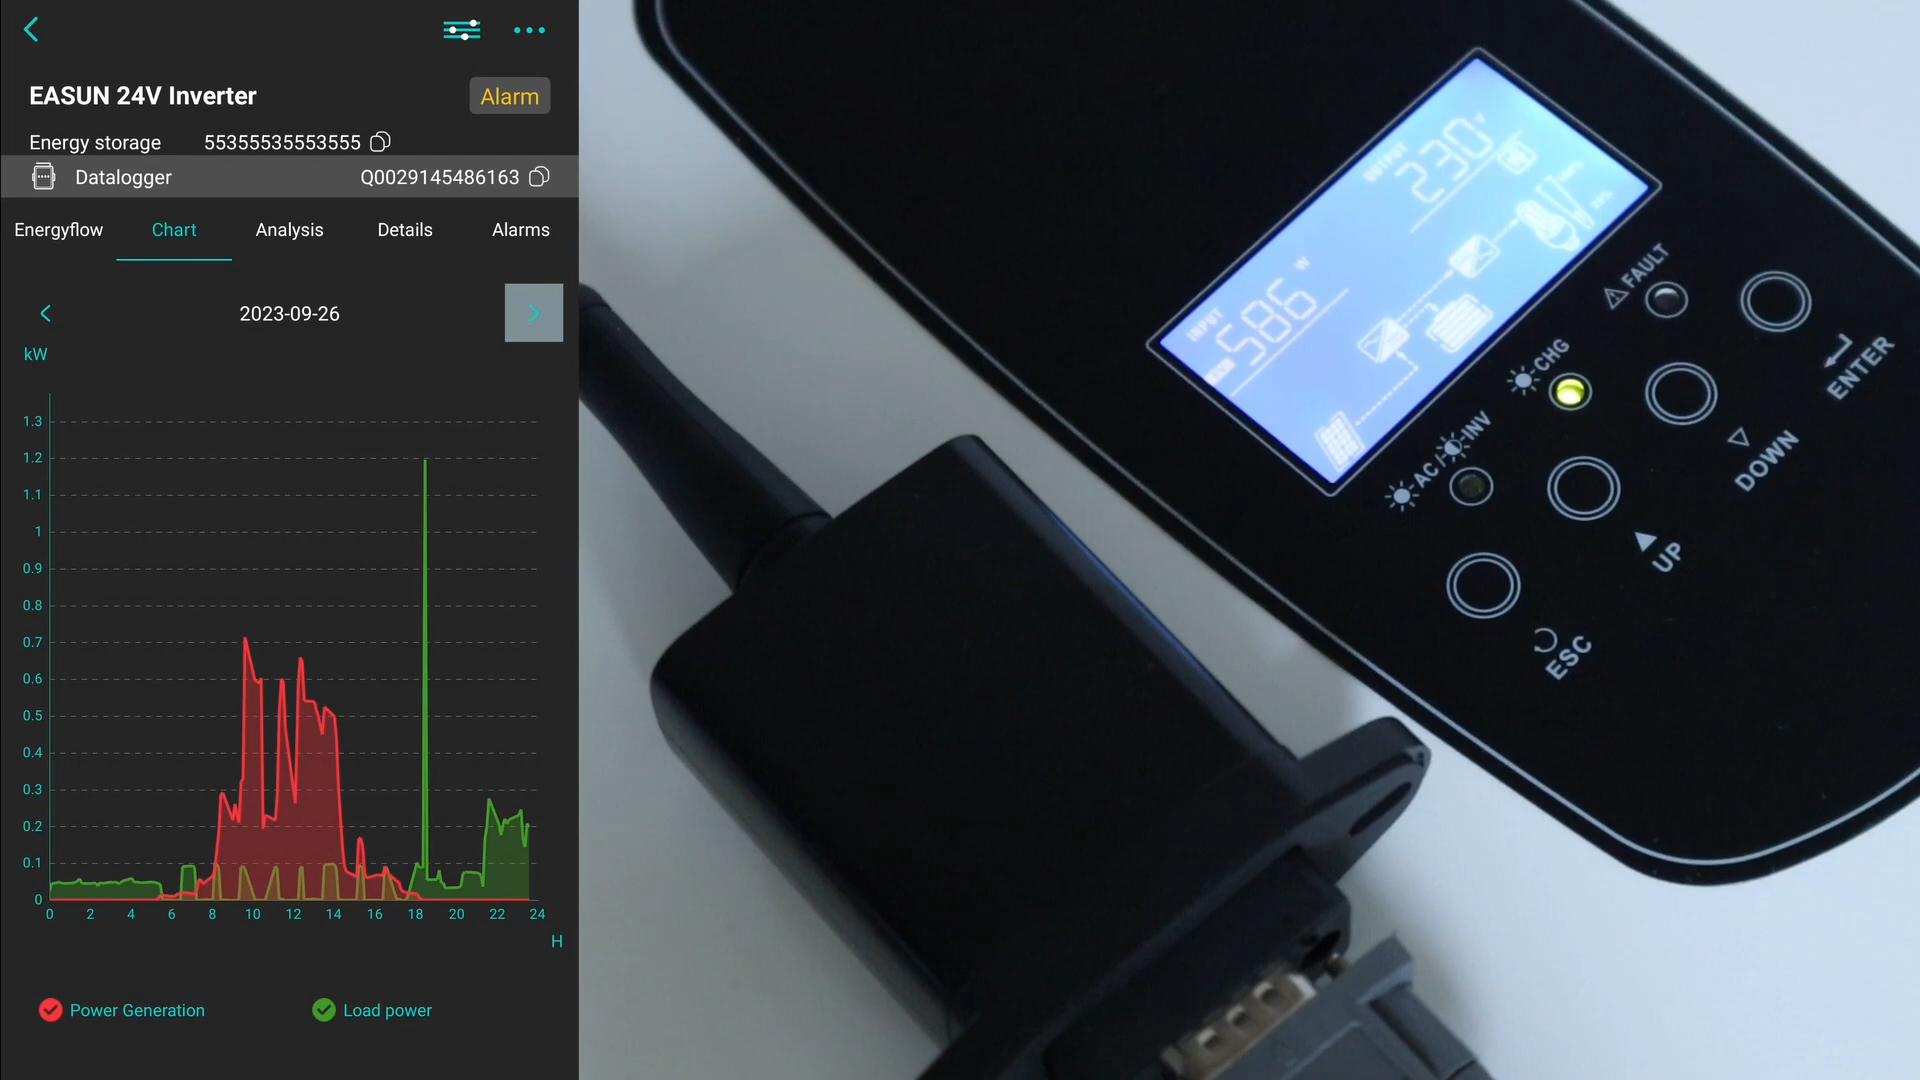 EASUN 24V Inverter
Alarm
Energy storage 55355535553555
Datalogger Q0029145486163
Energyflow Chart Analysis Details Alarms
2023-09-26
kW
1.3
1.2
1.1
1
0.9
0.8
0.7
0.6
0.5
0.4
0.3
0.2
0.1
0
0 2 4 6 8 10 12 14 16 18 20 22 24
H
Power Generation Load power
OUTPUT
230 V
INPUT
586 W
100%
25%
FAULT
CHG
AC / INV
ENTER
DOWN
UP
ESC